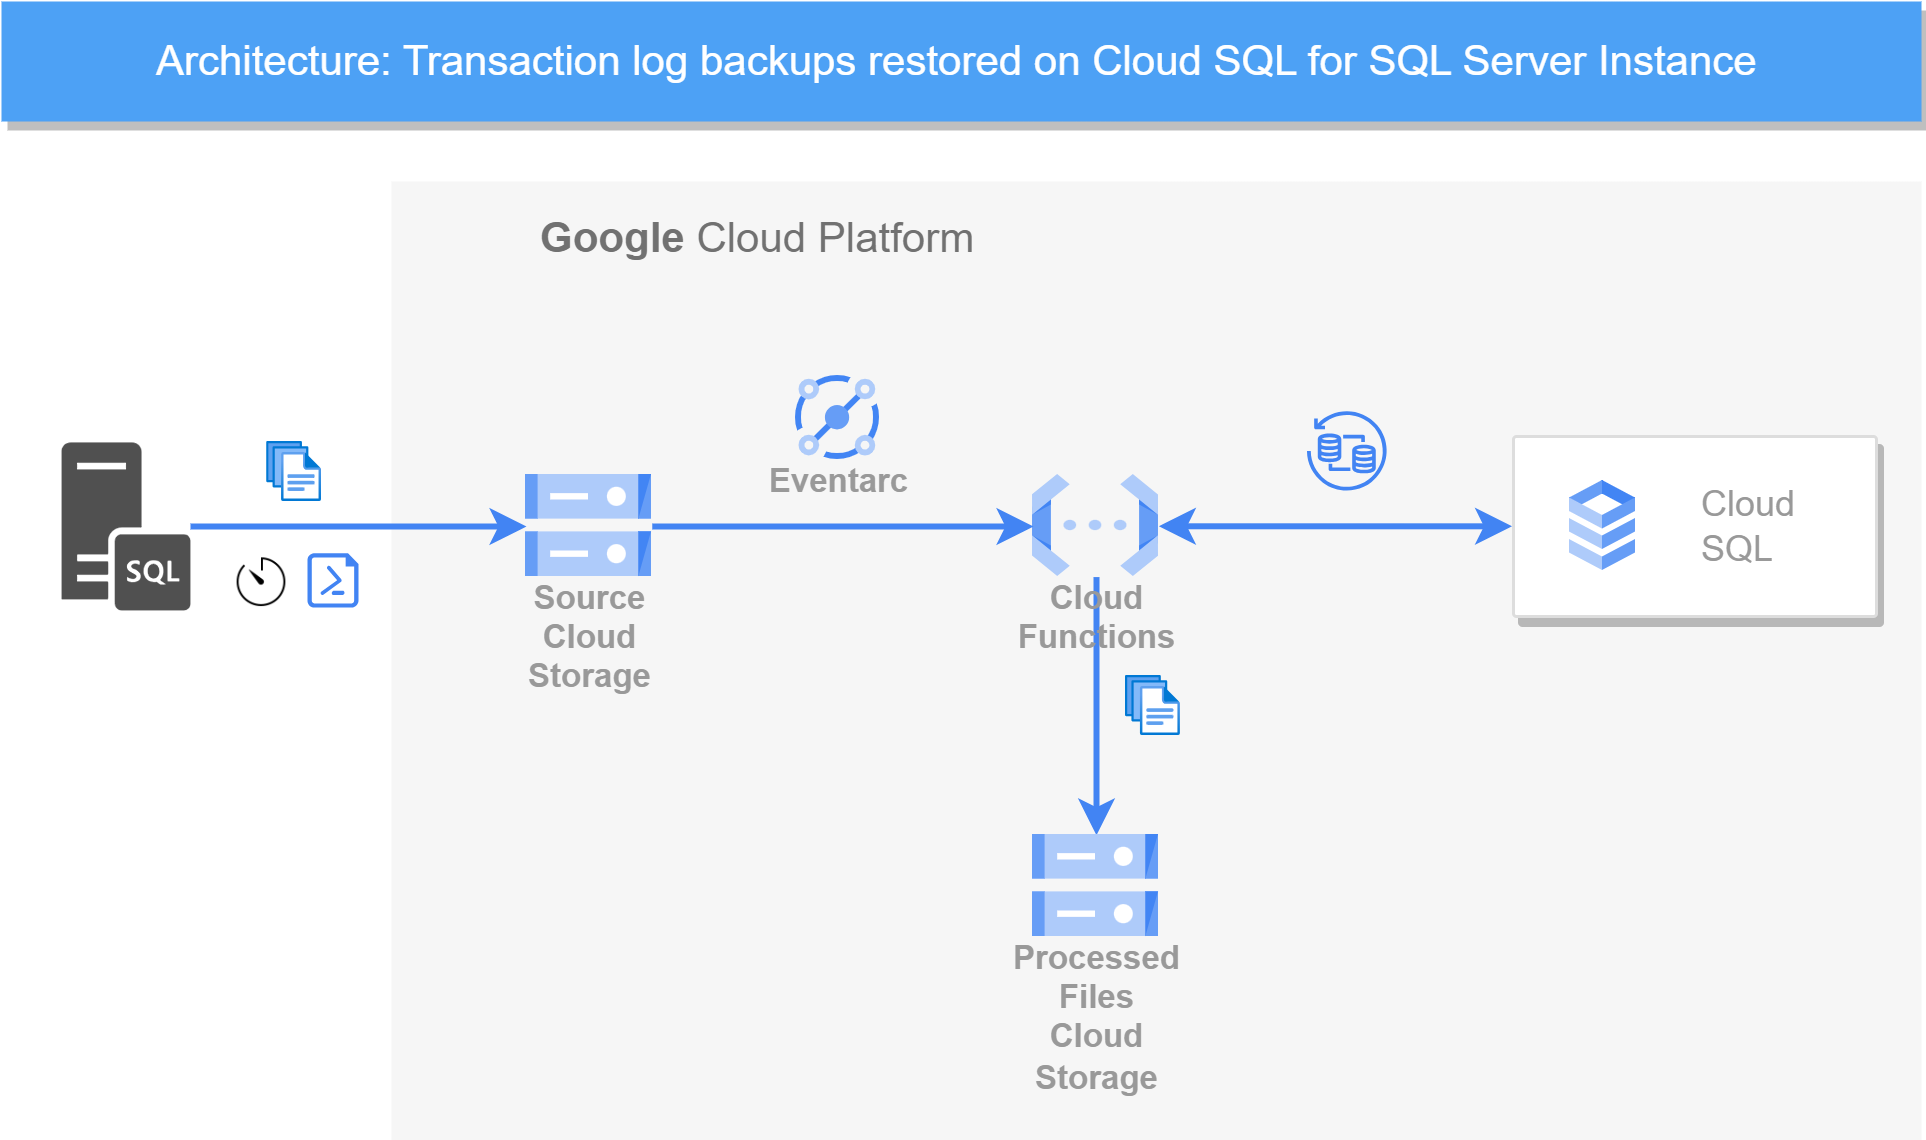 Architecture: Transaction log backups restored on Cloud SQL for SQL Server Instance
Google Cloud Platform
Eventarc
SQL
Source
Cloud
Storage
Cloud
Functions
Cloud
SQL
Processed
Files
Cloud
Storage